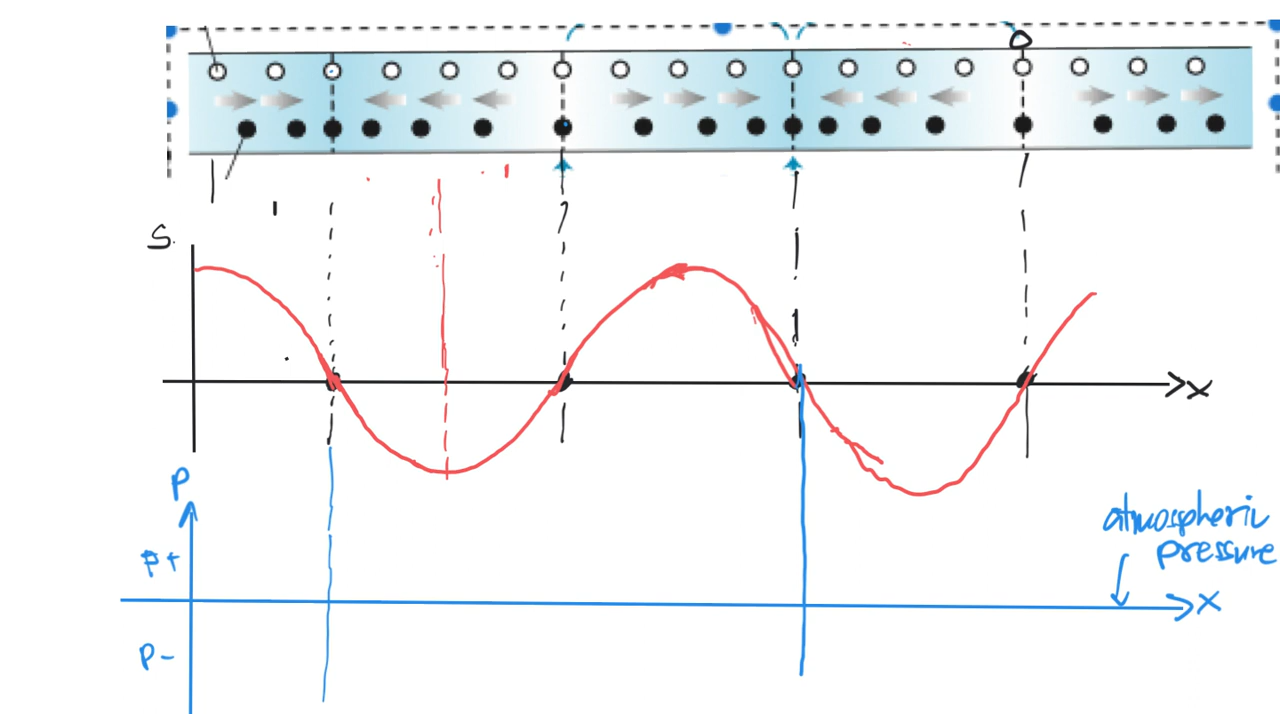 S
x
P
P+
atmospheric
pressure
x
P-